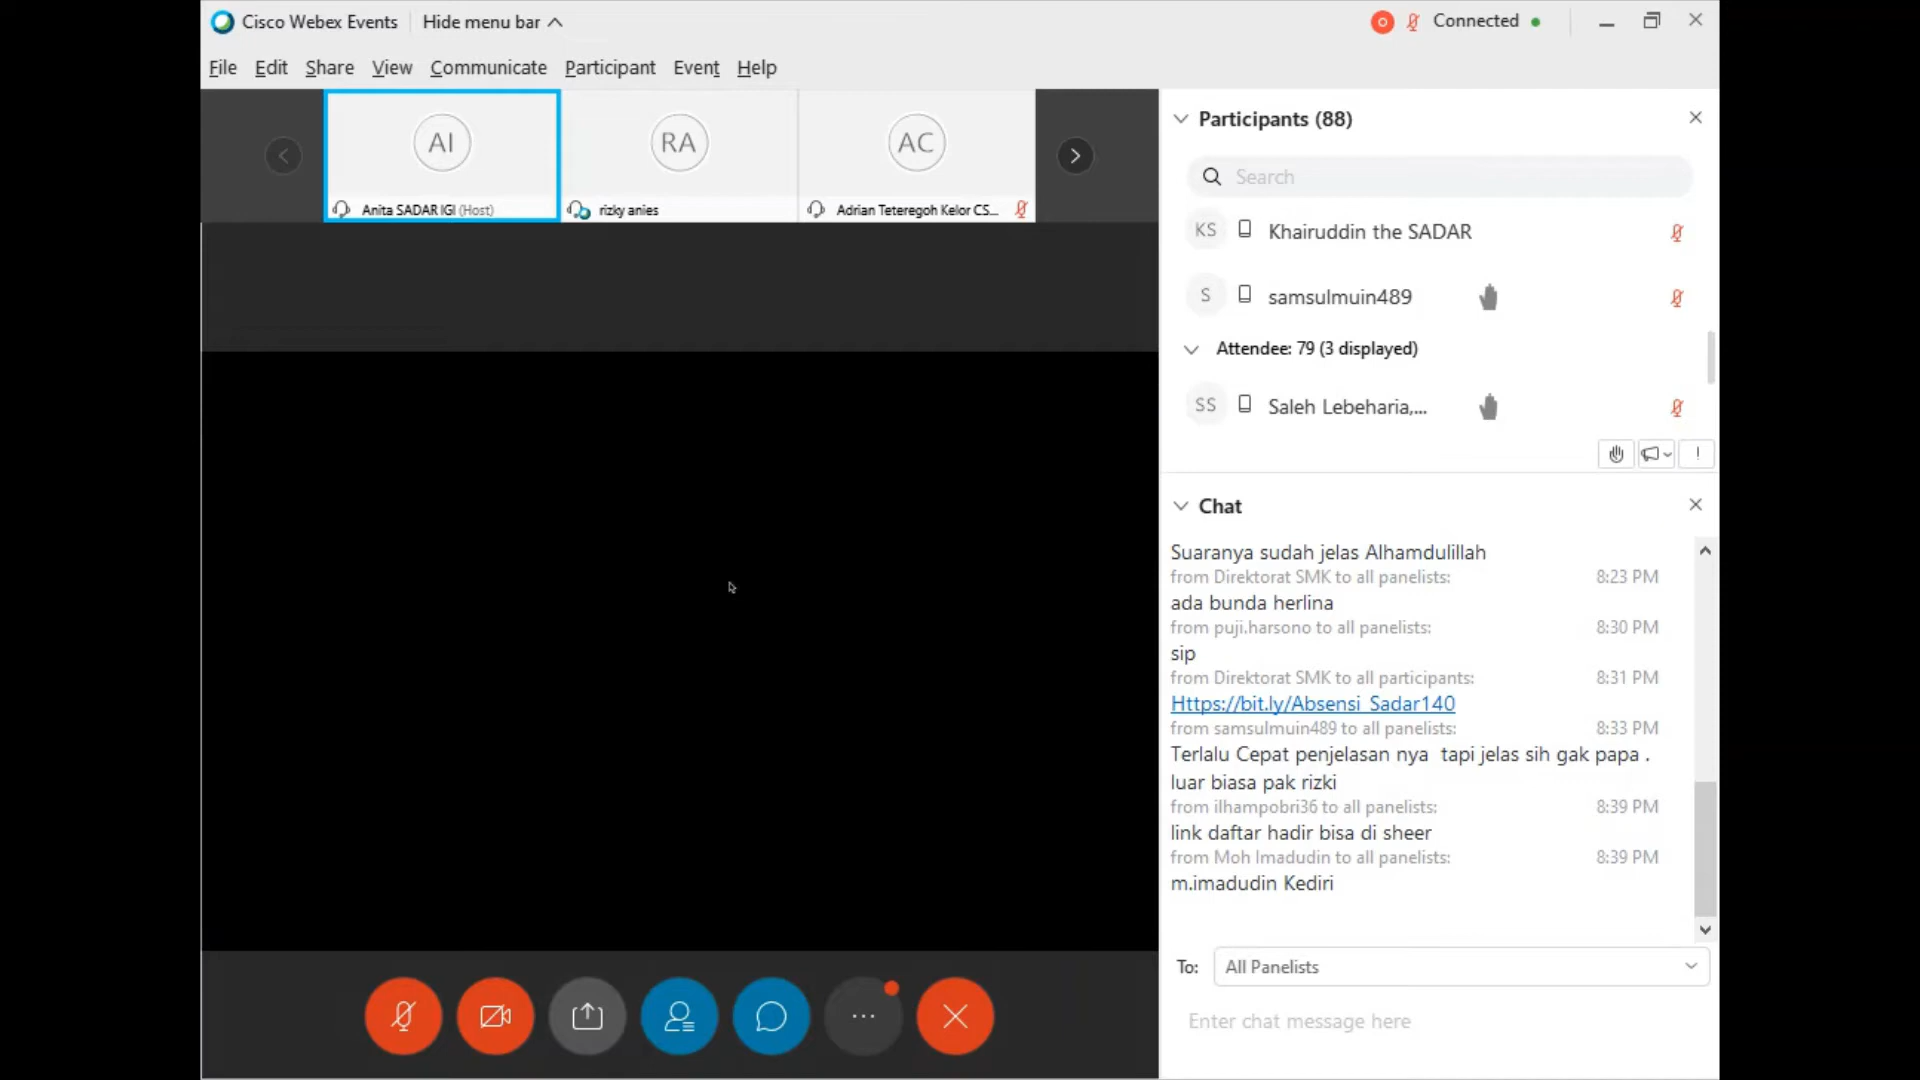 Cisco Webex Events Hide menu bar Connected
File Edit Share View Communicate Participant Event Help
AI RA AC
Anita SADAR IGI (Host) rizky anies Adrian Teteregoh Kelor CS...
Participants (88)
Search
KS Khairuddin the SADAR
S samsulmuin489
Attendee: 79 (3 displayed)
SS Saleh Lebeharia,...
Chat
Suaranya sudah jelas Alhamdulillah
from Direktorat SMK to all panelists: 8:23 PM
ada bunda herlina
from puji.harsono to all panelists: 8:30 PM
sip
from Direktorat SMK to all participants: 8:31 PM
Https://bit.ly/Absensi_Sadar140
from samsulmuin489 to all panelists: 8:33 PM
Terlalu Cepat penjelasan nya tapi jelas sih gak papa .
luar biasa pak rizki
from ilhampobri36 to all panelists: 8:39 PM
link daftar hadir bisa di sheer
from Moh Imadudin to all panelists: 8:39 PM
m.imadudin Kediri
To: All Panelists
Enter chat message here